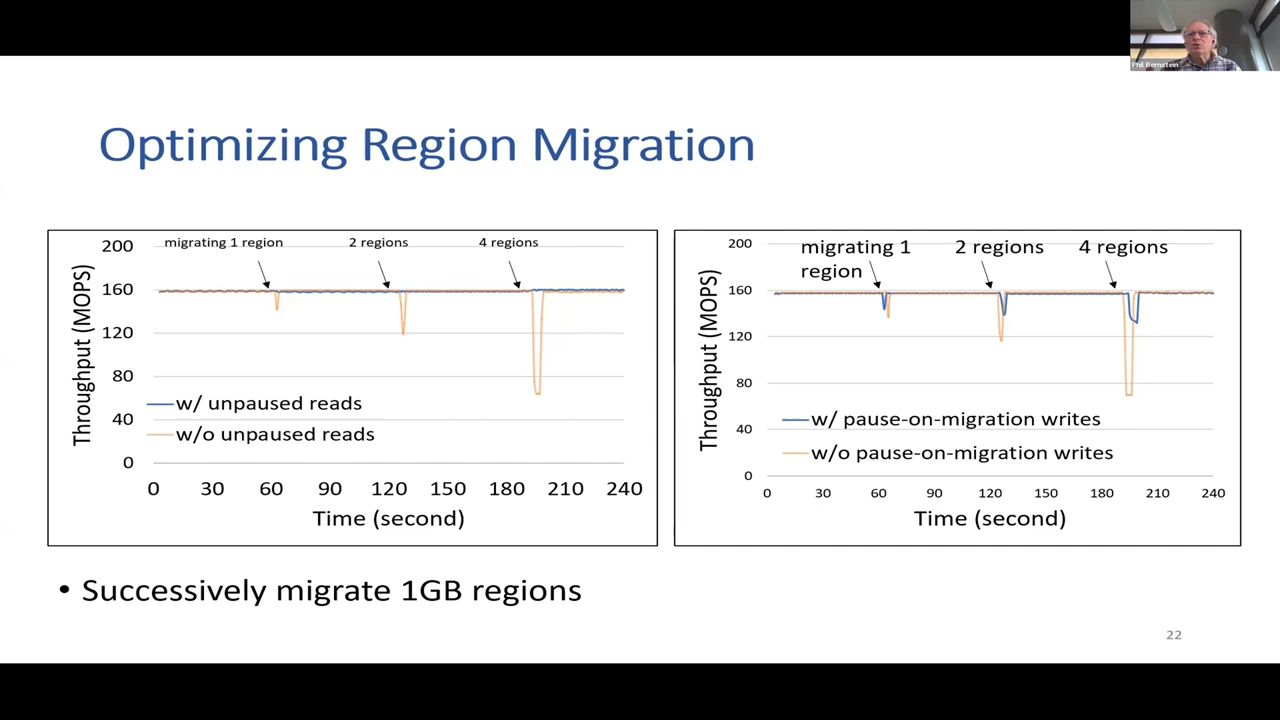 Phil Bernstein
Optimizing Region Migration
migrating 1 region
2 regions
4 regions
200
160
120
80
40
0
Throughput (MOPS)
w/ unpaused reads
w/o unpaused reads
0 30 60 90 120 150 180 210 240
Time (second)
migrating 1
region
2 regions
4 regions
200
160
120
80
40
0
Throughput (MOPS)
w/ pause-on-migration writes
w/o pause-on-migration writes
0 30 60 90 120 150 180 210 240
Time (second)
• Successively migrate 1GB regions
22